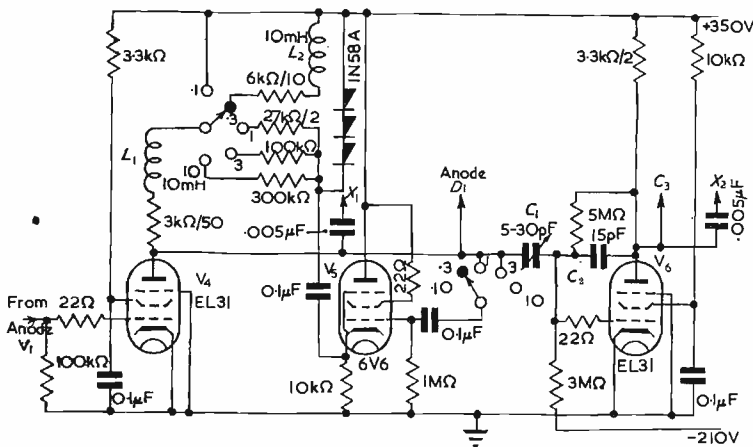 3·3kΩ
10mH
L₂
1N58A
+350V
3·3kΩ/2
10kΩ
6kΩ/10
·1
·3
27kΩ/2
1
100kΩ
3
10
L₁
10mH
300kΩ
X₁
·005μF
3kΩ/50
Anode
D₁
C₁
5-30pF
5MΩ
15pF
C₂
C₃
X₂
·005μF
V₄
EL31
V₅
22Ω
6V6
·3
·1
1
3
10
V₆
EL31
From
Anode
V₁
22Ω
100kΩ
0·1μF
0·1μF
10kΩ
1MΩ
0·1μF
22Ω
3MΩ
0·1μF
−210V